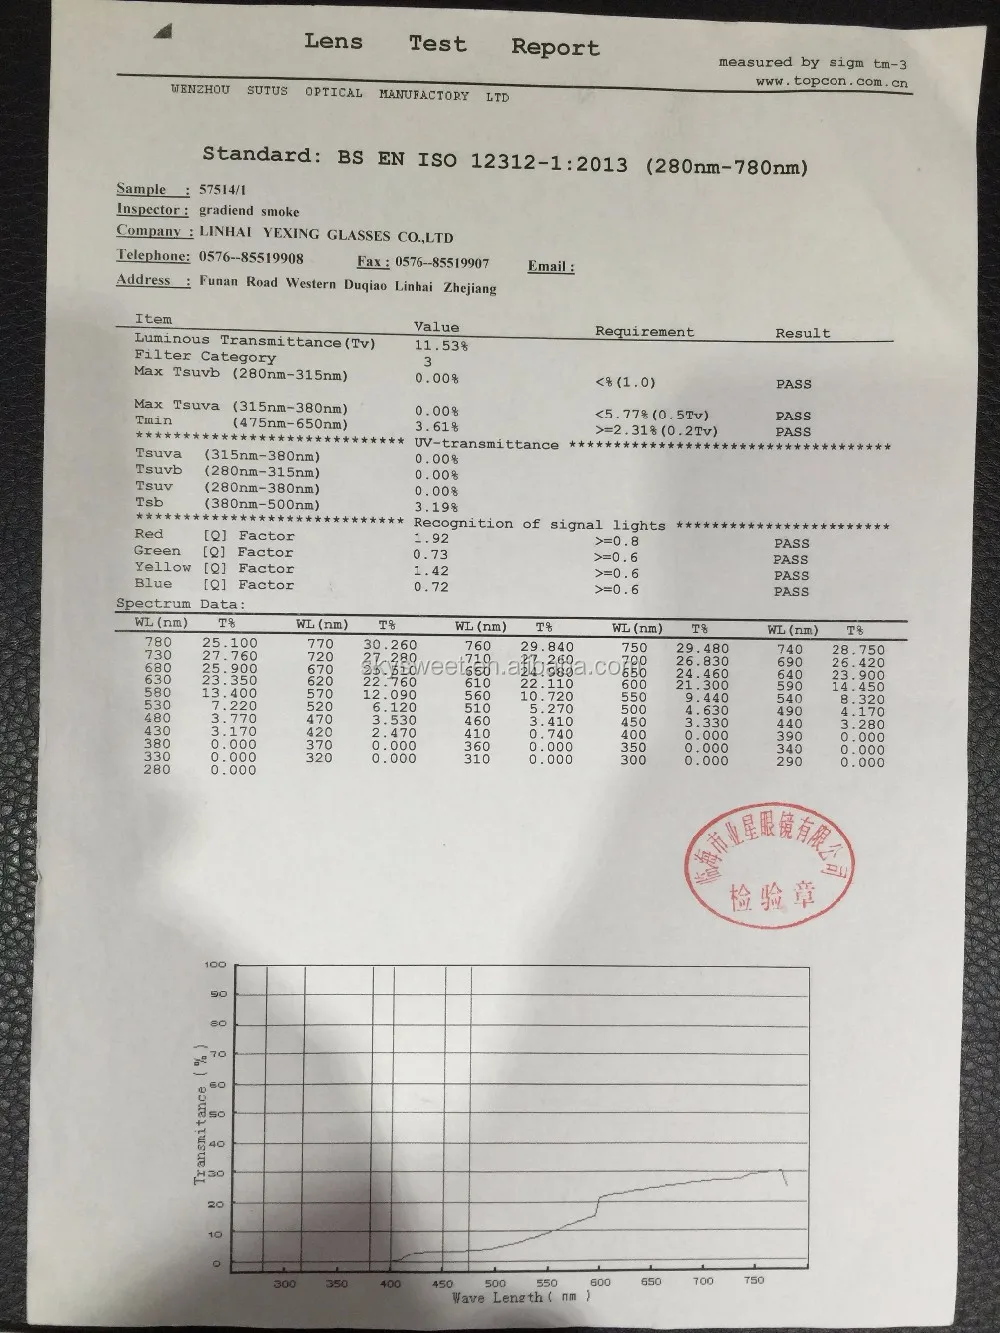 Lens Test Report
measured by sigm tm-3
www.topcon.com.cn
WENZHOU SUTUS OPTICAL MANUFACTORY LTD
Standard: BS EN ISO 12312-1:2013 (280nm-780nm)
Sample : 57514/1
Inspector : gradiend smoke
Company : LINHAI YEXING GLASSES CO.,LTD
Telephone: 0576--85519908 Fax : 0576--85519907 Email :
Address : Funan Road Western Duqiao Linhai Zhejiang
Item Value Requirement Result
Luminous Transmittance(Tv) 11.53%
Filter Category 3
Max Tsuvb (280nm-315nm) 0.00% <%(1.0) PASS
Max Tsuva (315nm-380nm) 0.00% <5.77%(0.5Tv) PASS
Tmin (475nm-650nm) 3.61% >=2.31%(0.2Tv) PASS
**************************** UV-transmittance **********************************
Tsuva (315nm-380nm) 0.00%
Tsuvb (280nm-315nm) 0.00%
Tsuv (280nm-380nm) 0.00%
Tsb (380nm-500nm) 3.19%
**************************** Recognition of signal lights ***********************
Red [Q] Factor 1.92 >=0.8 PASS
Green [Q] Factor 0.73 >=0.6 PASS
Yellow [Q] Factor 1.42 >=0.6 PASS
Blue [Q] Factor 0.72 >=0.6 PASS
Spectrum Data:
WL(nm) T% WL(nm) T% WL(nm) T% WL(nm) T% WL(nm) T%
780 25.100 770 30.260 760 29.840 750 29.480 740 28.750
730 27.760 720 27.280 710 27.260 700 26.830 690 26.420
680 25.900 670 660 24.980 650 24.460 640 23.900
630 23.350 620 22.760 610 22.110 600 21.300 590 14.450
580 13.400 570 12.090 560 10.720 550 9.440 540 8.320
530 7.220 520 6.120 510 5.270 500 4.630 490 4.170
480 3.770 470 3.530 460 3.410 450 3.330 440 3.280
430 3.170 420 2.470 410 0.740 400 0.000 390 0.000
380 0.000 370 0.000 360 0.000 350 0.000 340 0.000
330 0.000 320 0.000 310 0.000 300 0.000 290 0.000
280 0.000
skysweet.en.alibaba.com
临海市业星眼镜有限公司
检验章
100
90
80
70
60
50
40
30
20
10
0
Transmitance ( % )
300 350 400 450 500 550 600 650 700 750
Wave Length( nm )